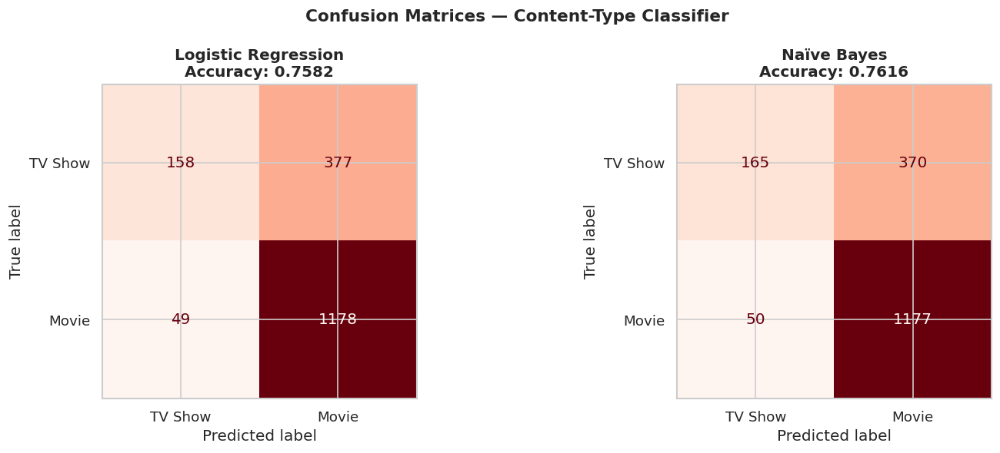 Confusion Matrices — Content-Type Classifier
Logistic Regression
Accuracy: 0.7582
True label
TV Show
158
377
Movie
49
1178
TV Show
Movie
Predicted label
Naïve Bayes
Accuracy: 0.7616
True label
TV Show
165
370
Movie
50
1177
TV Show
Movie
Predicted label